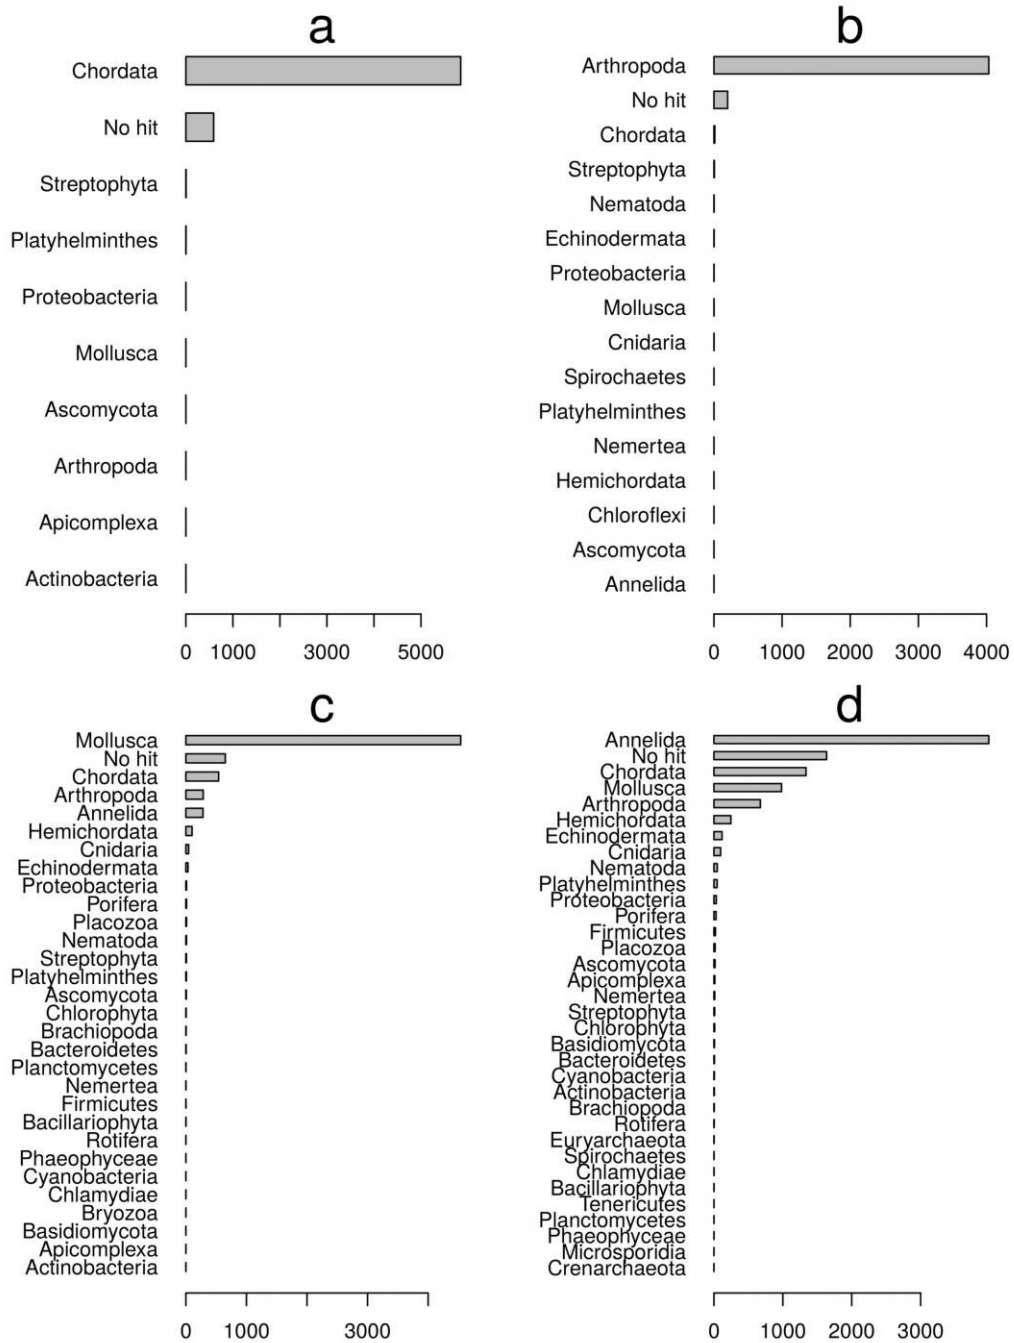 a
Chordata
No hit
Streptophyta
Platyhelminthes
Proteobacteria
Mollusca
Ascomycota
Arthropoda
Apicomplexa
Actinobacteria
0 1000 3000 5000
b
Arthropoda
No hit
Chordata
Streptophyta
Nematoda
Echinodermata
Proteobacteria
Mollusca
Cnidaria
Spirochaetes
Platyhelminthes
Nemertea
Hemichordata
Chloroflexi
Ascomycota
Annelida
0 1000 2000 3000 4000
c
Mollusca
No hit
Chordata
Arthropoda
Annelida
Hemichordata
Cnidaria
Echinodermata
Proteobacteria
Porifera
Placozoa
Nematoda
Streptophyta
Platyhelminthes
Ascomycota
Chlorophyta
Brachiopoda
Bacteroidetes
Planctomycetes
Nemertea
Firmicutes
Bacillariophyta
Rotifera
Phaeophyceae
Cyanobacteria
Chlamydiae
Bryozoa
Basidiomycota
Apicomplexa
Actinobacteria
0 1000 3000
d
Annelida
No hit
Chordata
Mollusca
Arthropoda
Hemichordata
Echinodermata
Cnidaria
Nematoda
Platyhelminthes
Proteobacteria
Porifera
Firmicutes
Placozoa
Ascomycota
Apicomplexa
Nemertea
Streptophyta
Chlorophyta
Basidiomycota
Bacteroidetes
Cyanobacteria
Actinobacteria
Brachiopoda
Rotifera
Euryarchaeota
Spirochaetes
Chlamydiae
Bacillariophyta
Tenericutes
Planctomycetes
Phaeophyceae
Microsporidia
Crenarchaeota
0 1000 2000 3000